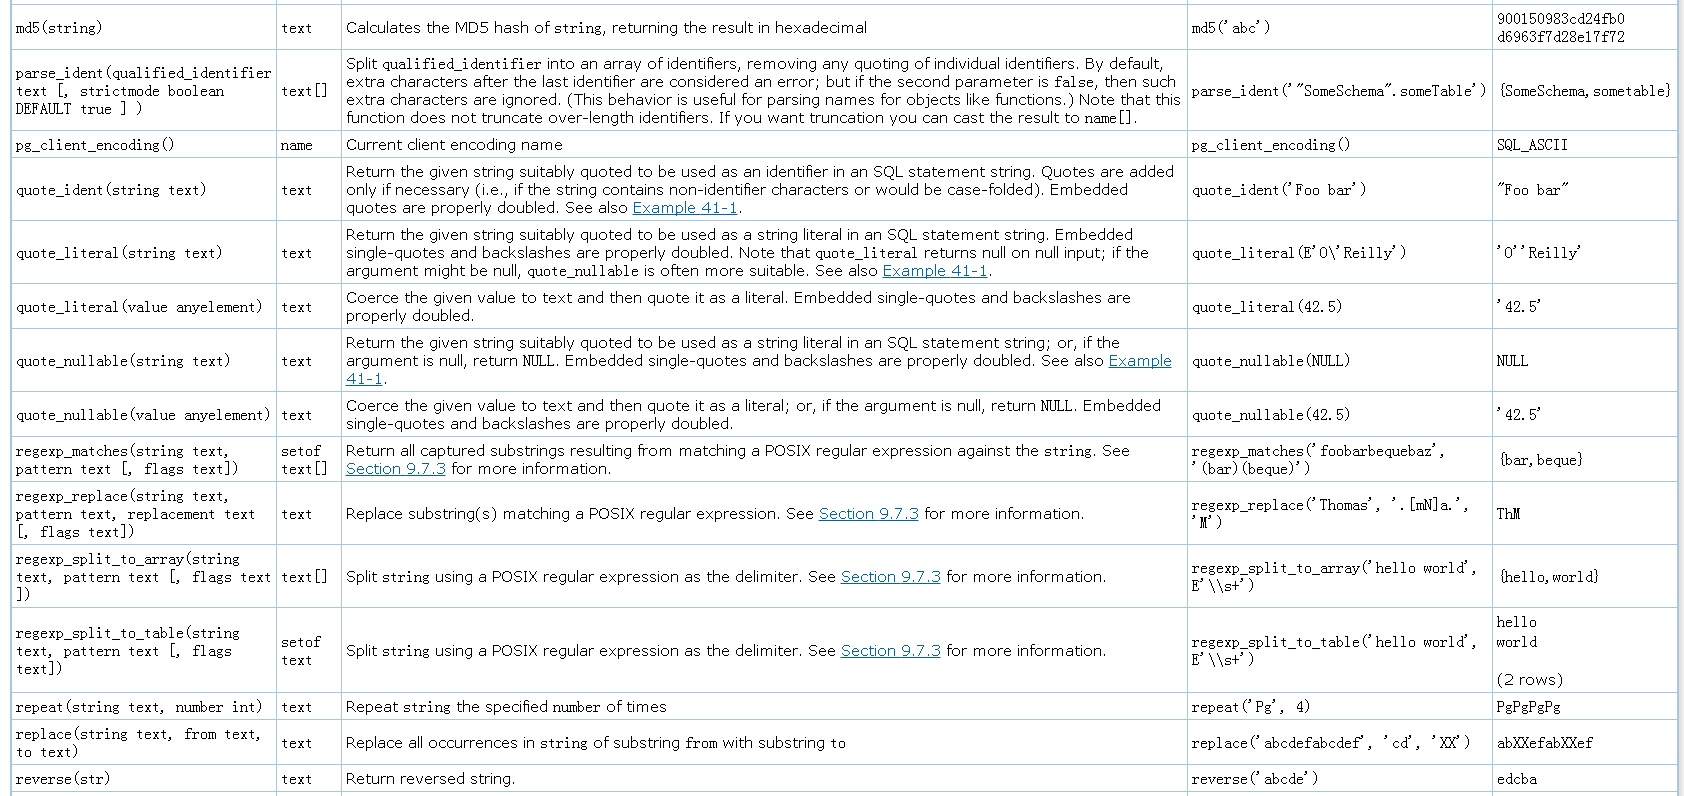 md5(string) text Calculates the MD5 hash of string, returning the result in hexadecimal md5('abc') 900150983cd24fb0
d6963f7d28e17f72
parse_ident(qualified_identifier
text [, strictmode boolean
DEFAULT true ] )
text[]
Split qualified_identifier into an array of identifiers, removing any quoting of individual identifiers. By default,
extra characters after the last identifier are considered an error; but if the second parameter is false, then such
extra characters are ignored. (This behavior is useful for parsing names for objects like functions.) Note that this
function does not truncate over-length identifiers. If you want truncation you can cast the result to name[].
parse_ident('"SomeSchema".someTable')
{SomeSchema,sometable}
pg_client_encoding() name Current client encoding name pg_client_encoding() SQL_ASCII
quote_ident(string text)
text
Return the given string suitably quoted to be used as an identifier in an SQL statement string. Quotes are added
only if necessary (i.e., if the string contains non-identifier characters or would be case-folded). Embedded
quotes are properly doubled. See also Example 41-1.
quote_ident('Foo bar')
"Foo bar"
quote_literal(string text)
text
Return the given string suitably quoted to be used as a string literal in an SQL statement string. Embedded
single-quotes and backslashes are properly doubled. Note that quote_literal returns null on null input; if the
argument might be null, quote_nullable is often more suitable. See also Example 41-1.
quote_literal(E'O\'Reilly')
'O''Reilly'
quote_literal(value anyelement)
text
Coerce the given value to text and then quote it as a literal. Embedded single-quotes and backslashes are
properly doubled.
quote_literal(42.5)
'42.5'
quote_nullable(string text)
text
Return the given string suitably quoted to be used as a string literal in an SQL statement string; or, if the
argument is null, return NULL. Embedded single-quotes and backslashes are properly doubled. See also Example
41-1.
quote_nullable(NULL)
NULL
quote_nullable(value anyelement)
text
Coerce the given value to text and then quote it as a literal; or, if the argument is null, return NULL. Embedded
single-quotes and backslashes are properly doubled.
quote_nullable(42.5)
'42.5'
regexp_matches(string text,
pattern text [, flags text])
setof
text[]
Return all captured substrings resulting from matching a POSIX regular expression against the string. See
Section 9.7.3 for more information.
regexp_matches('foobarbequebaz',
'(bar)(beque)')
{bar,beque}
regexp_replace(string text,
pattern text, replacement text
[, flags text])
text
Replace substring(s) matching a POSIX regular expression. See Section 9.7.3 for more information.
regexp_replace('Thomas', '.[mN]a.',
'M')
ThM
regexp_split_to_array(string
text, pattern text [, flags text
])
text[]
Split string using a POSIX regular expression as the delimiter. See Section 9.7.3 for more information.
regexp_split_to_array('hello world',
E'\\s+')
{hello,world}
regexp_split_to_table(string
text, pattern text [, flags
text])
setof
text
Split string using a POSIX regular expression as the delimiter. See Section 9.7.3 for more information.
regexp_split_to_table('hello world',
E'\\s+')
hello
world
(2 rows)
repeat(string text, number int) text Repeat string the specified number of times repeat('Pg', 4) PgPgPgPg
replace(string text, from text,
to text)
text
Replace all occurrences in string of substring from with substring to
replace('abcdefabcdef', 'cd', 'XX')
abXXefabXXef
reverse(str) text Return reversed string. reverse('abcde') edcba